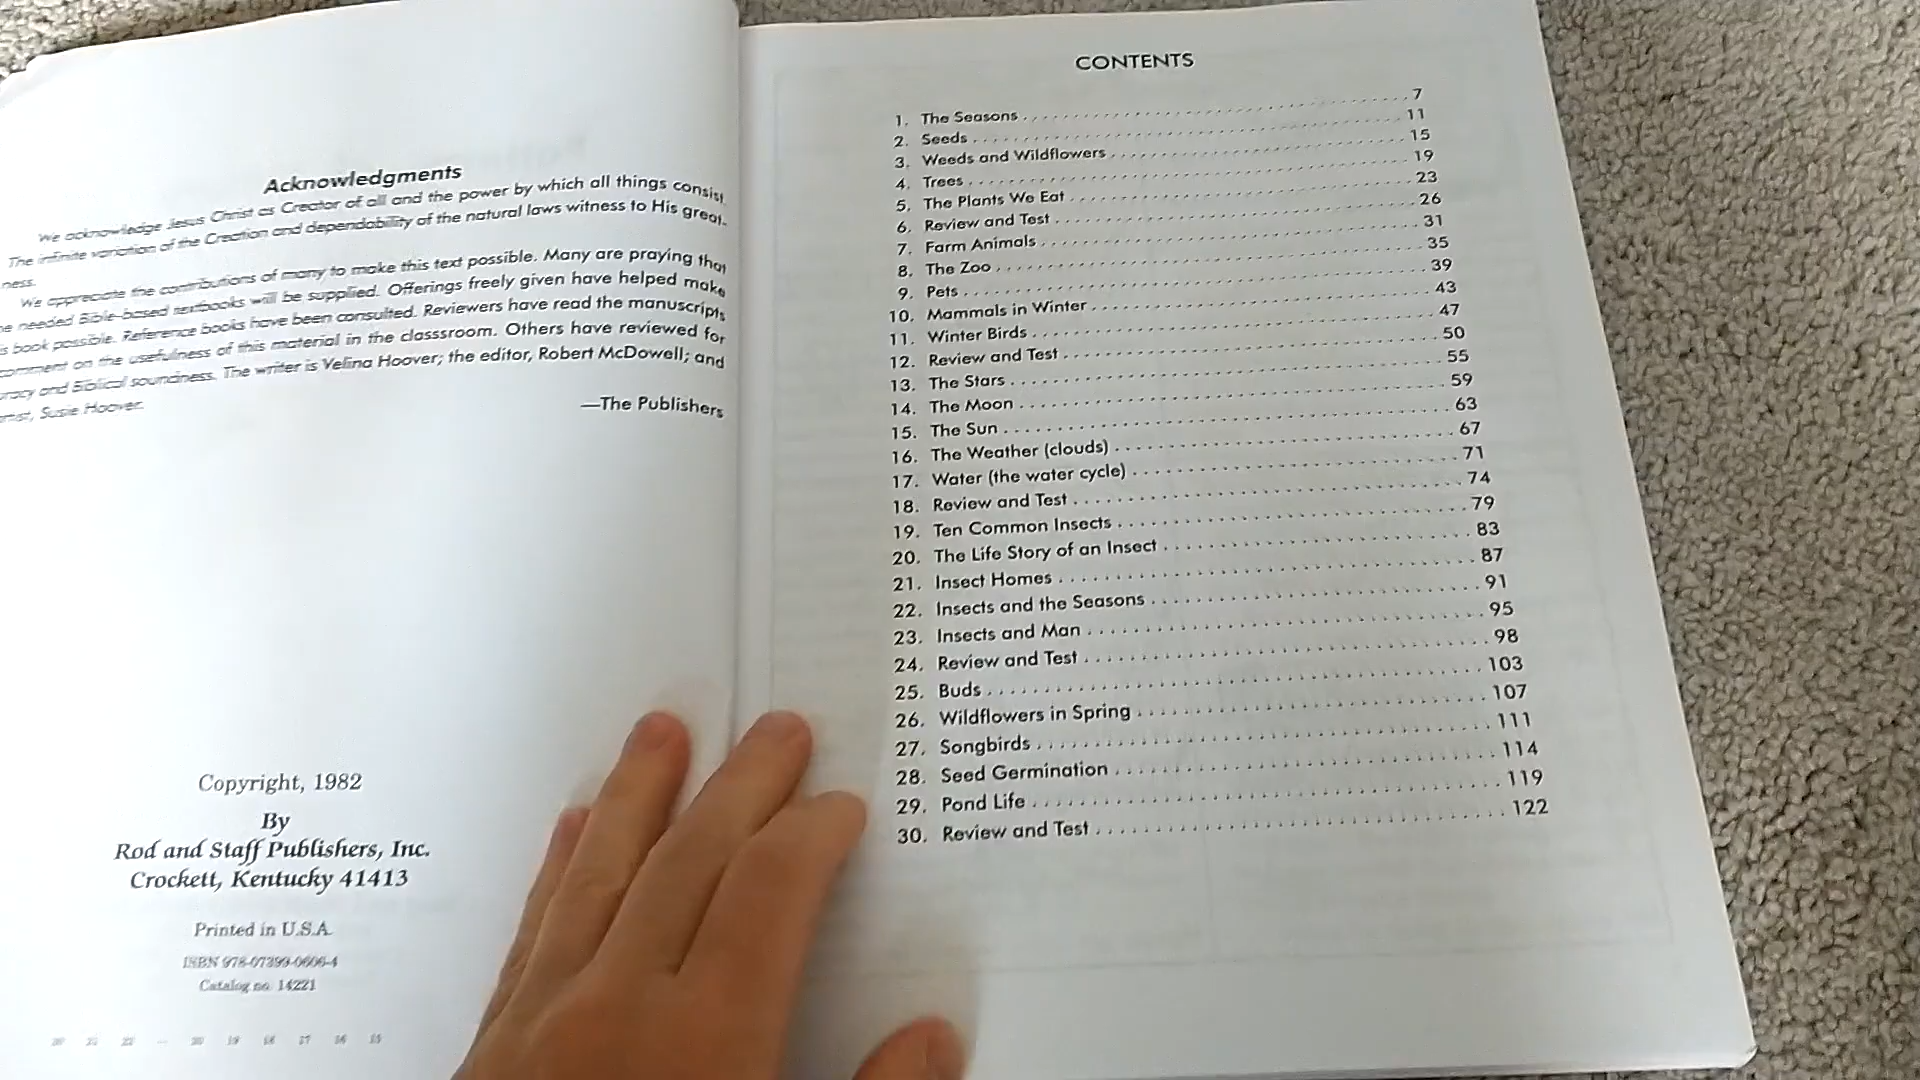 Acknowledgments
We acknowledge Jesus Christ as Creator of all and the power by which all things consist.
The infinite variation of the Creation and dependability of the natural laws witness to His great-
ness.
We appreciate the contributions of many to make this text possible. Many are praying that
needed Bible-based textbooks will be supplied. Offerings freely given have helped make
book possible. Reference books have been consulted. Reviewers have read the manuscripts
comment on the usefulness of this material in the classsroom. Others have reviewed for
and Biblical soundness. The writer is Velina Hoover; the editor, Robert McDowell; and
Susie Hoover.
—The Publishers
Copyright, 1982
By
Rod and Staff Publishers, Inc.
Crockett, Kentucky 41413
Printed in U.S.A.
ISBN 978-07399-0606-4
Catalog no. 14221
CONTENTS
1. The Seasons 7
2. Seeds 11
3. Weeds and Wildflowers 15
4. Trees 19
5. The Plants We Eat 23
6. Review and Test 26
7. Farm Animals 31
8. The Zoo 35
9. Pets 39
10. Mammals in Winter 43
11. Winter Birds 47
12. Review and Test 50
13. The Stars 55
14. The Moon 59
15. The Sun 63
16. The Weather (clouds) 67
17. Water (the water cycle) 71
18. Review and Test 74
19. Ten Common Insects 79
20. The Life Story of an Insect 83
21. Insect Homes 87
22. Insects and the Seasons 91
23. Insects and Man 95
24. Review and Test 98
25. Buds 103
26. Wildflowers in Spring 107
27. Songbirds 111
28. Seed Germination 114
29. Pond Life 119
30. Review and Test 122